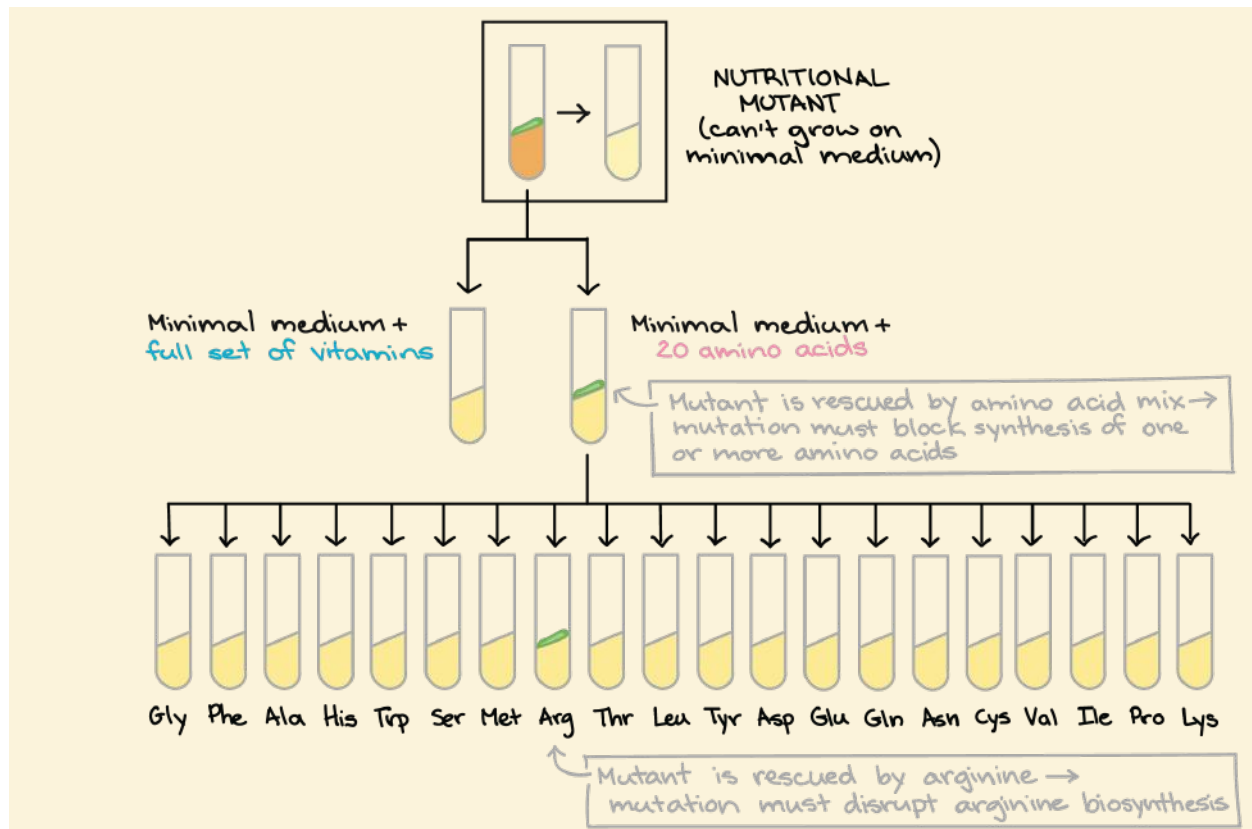 NUTRITIONAL
MUTANT
(can't grow on
minimal medium)
Minimal medium +
full set of vitamins
Minimal medium +
20 amino acids
Mutant is rescued by amino acid mix →
mutation must block synthesis of one
or more amino acids
Gly Phe Ala His Trp Ser Met Arg Thr Leu Tyr Asp Glu Gln Asn Cys Val Ile Pro Lys
Mutant is rescued by arginine →
mutation must disrupt arginine biosynthesis